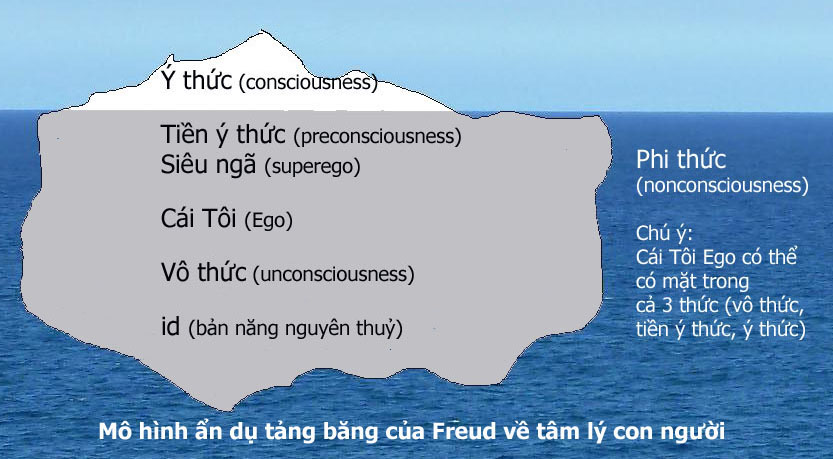 Ý thức (consciousness)
Tiền ý thức (preconsciousness)
Siêu ngã (superego)
Cái Tôi (Ego)
Vô thức (unconsciousness)
id (bản năng nguyên thuỷ)
Phi thức
(nonconsciousness)
Chú ý:
Cái Tôi Ego có thể
có mặt trong
cả 3 thức (vô thức,
tiền ý thức, ý thức)
Mô hình ẩn dụ tảng băng của Freud về tâm lý con người